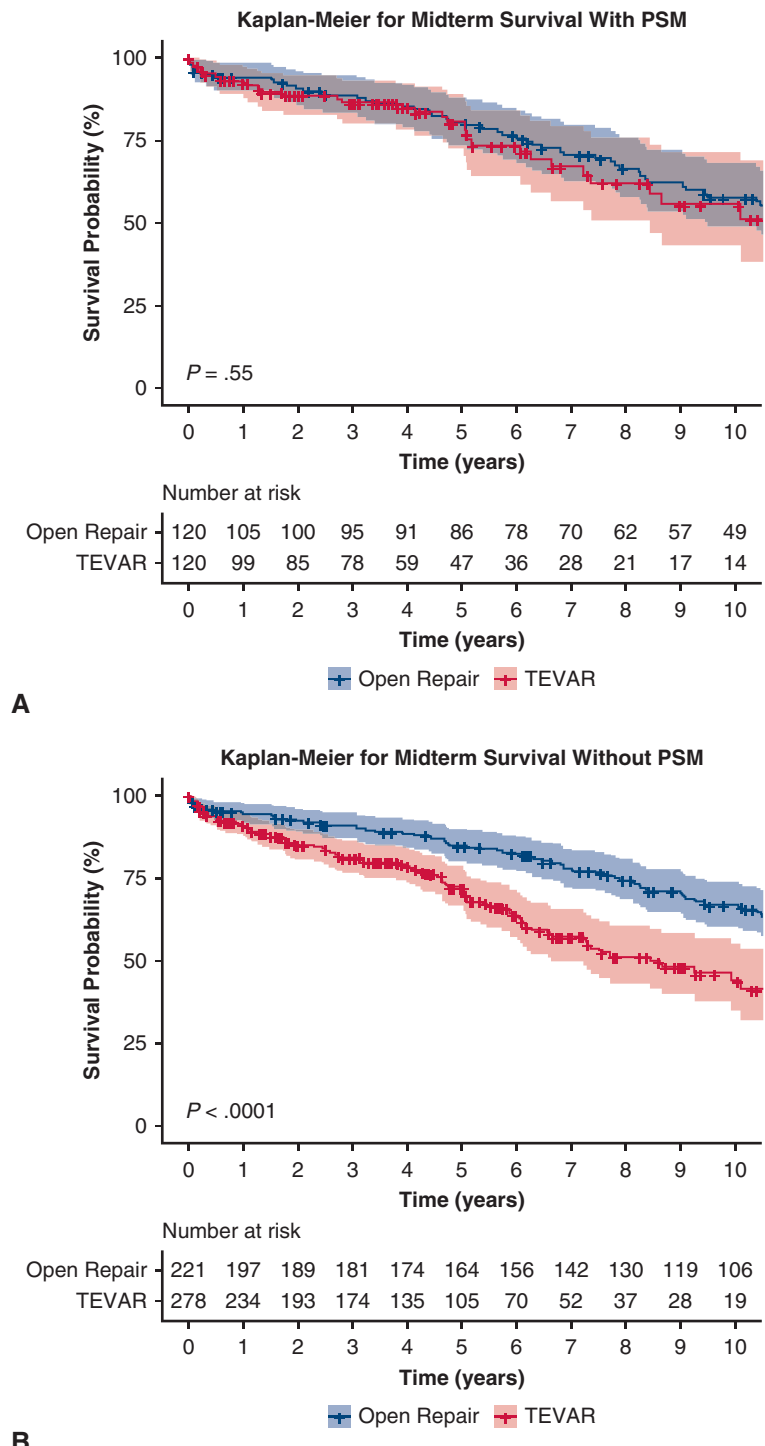 Kaplan-Meier for Midterm Survival With PSM
Survival Probability (%)
100
75
50
25
0
P = .55
0 1 2 3 4 5 6 7 8 9 10
Time (years)
Number at risk
Open Repair 120 105 100 95 91 86 78 70 62 57 49
TEVAR 120 99 85 78 59 47 36 28 21 17 14
0 1 2 3 4 5 6 7 8 9 10
Time (years)
Open Repair TEVAR
A
Kaplan-Meier for Midterm Survival Without PSM
Survival Probability (%)
100
75
50
25
0
P < .0001
0 1 2 3 4 5 6 7 8 9 10
Time (years)
Number at risk
Open Repair 221 197 189 181 174 164 156 142 130 119 106
TEVAR 278 234 193 174 135 105 70 52 37 28 19
0 1 2 3 4 5 6 7 8 9 10
Time (years)
Open Repair TEVAR
B